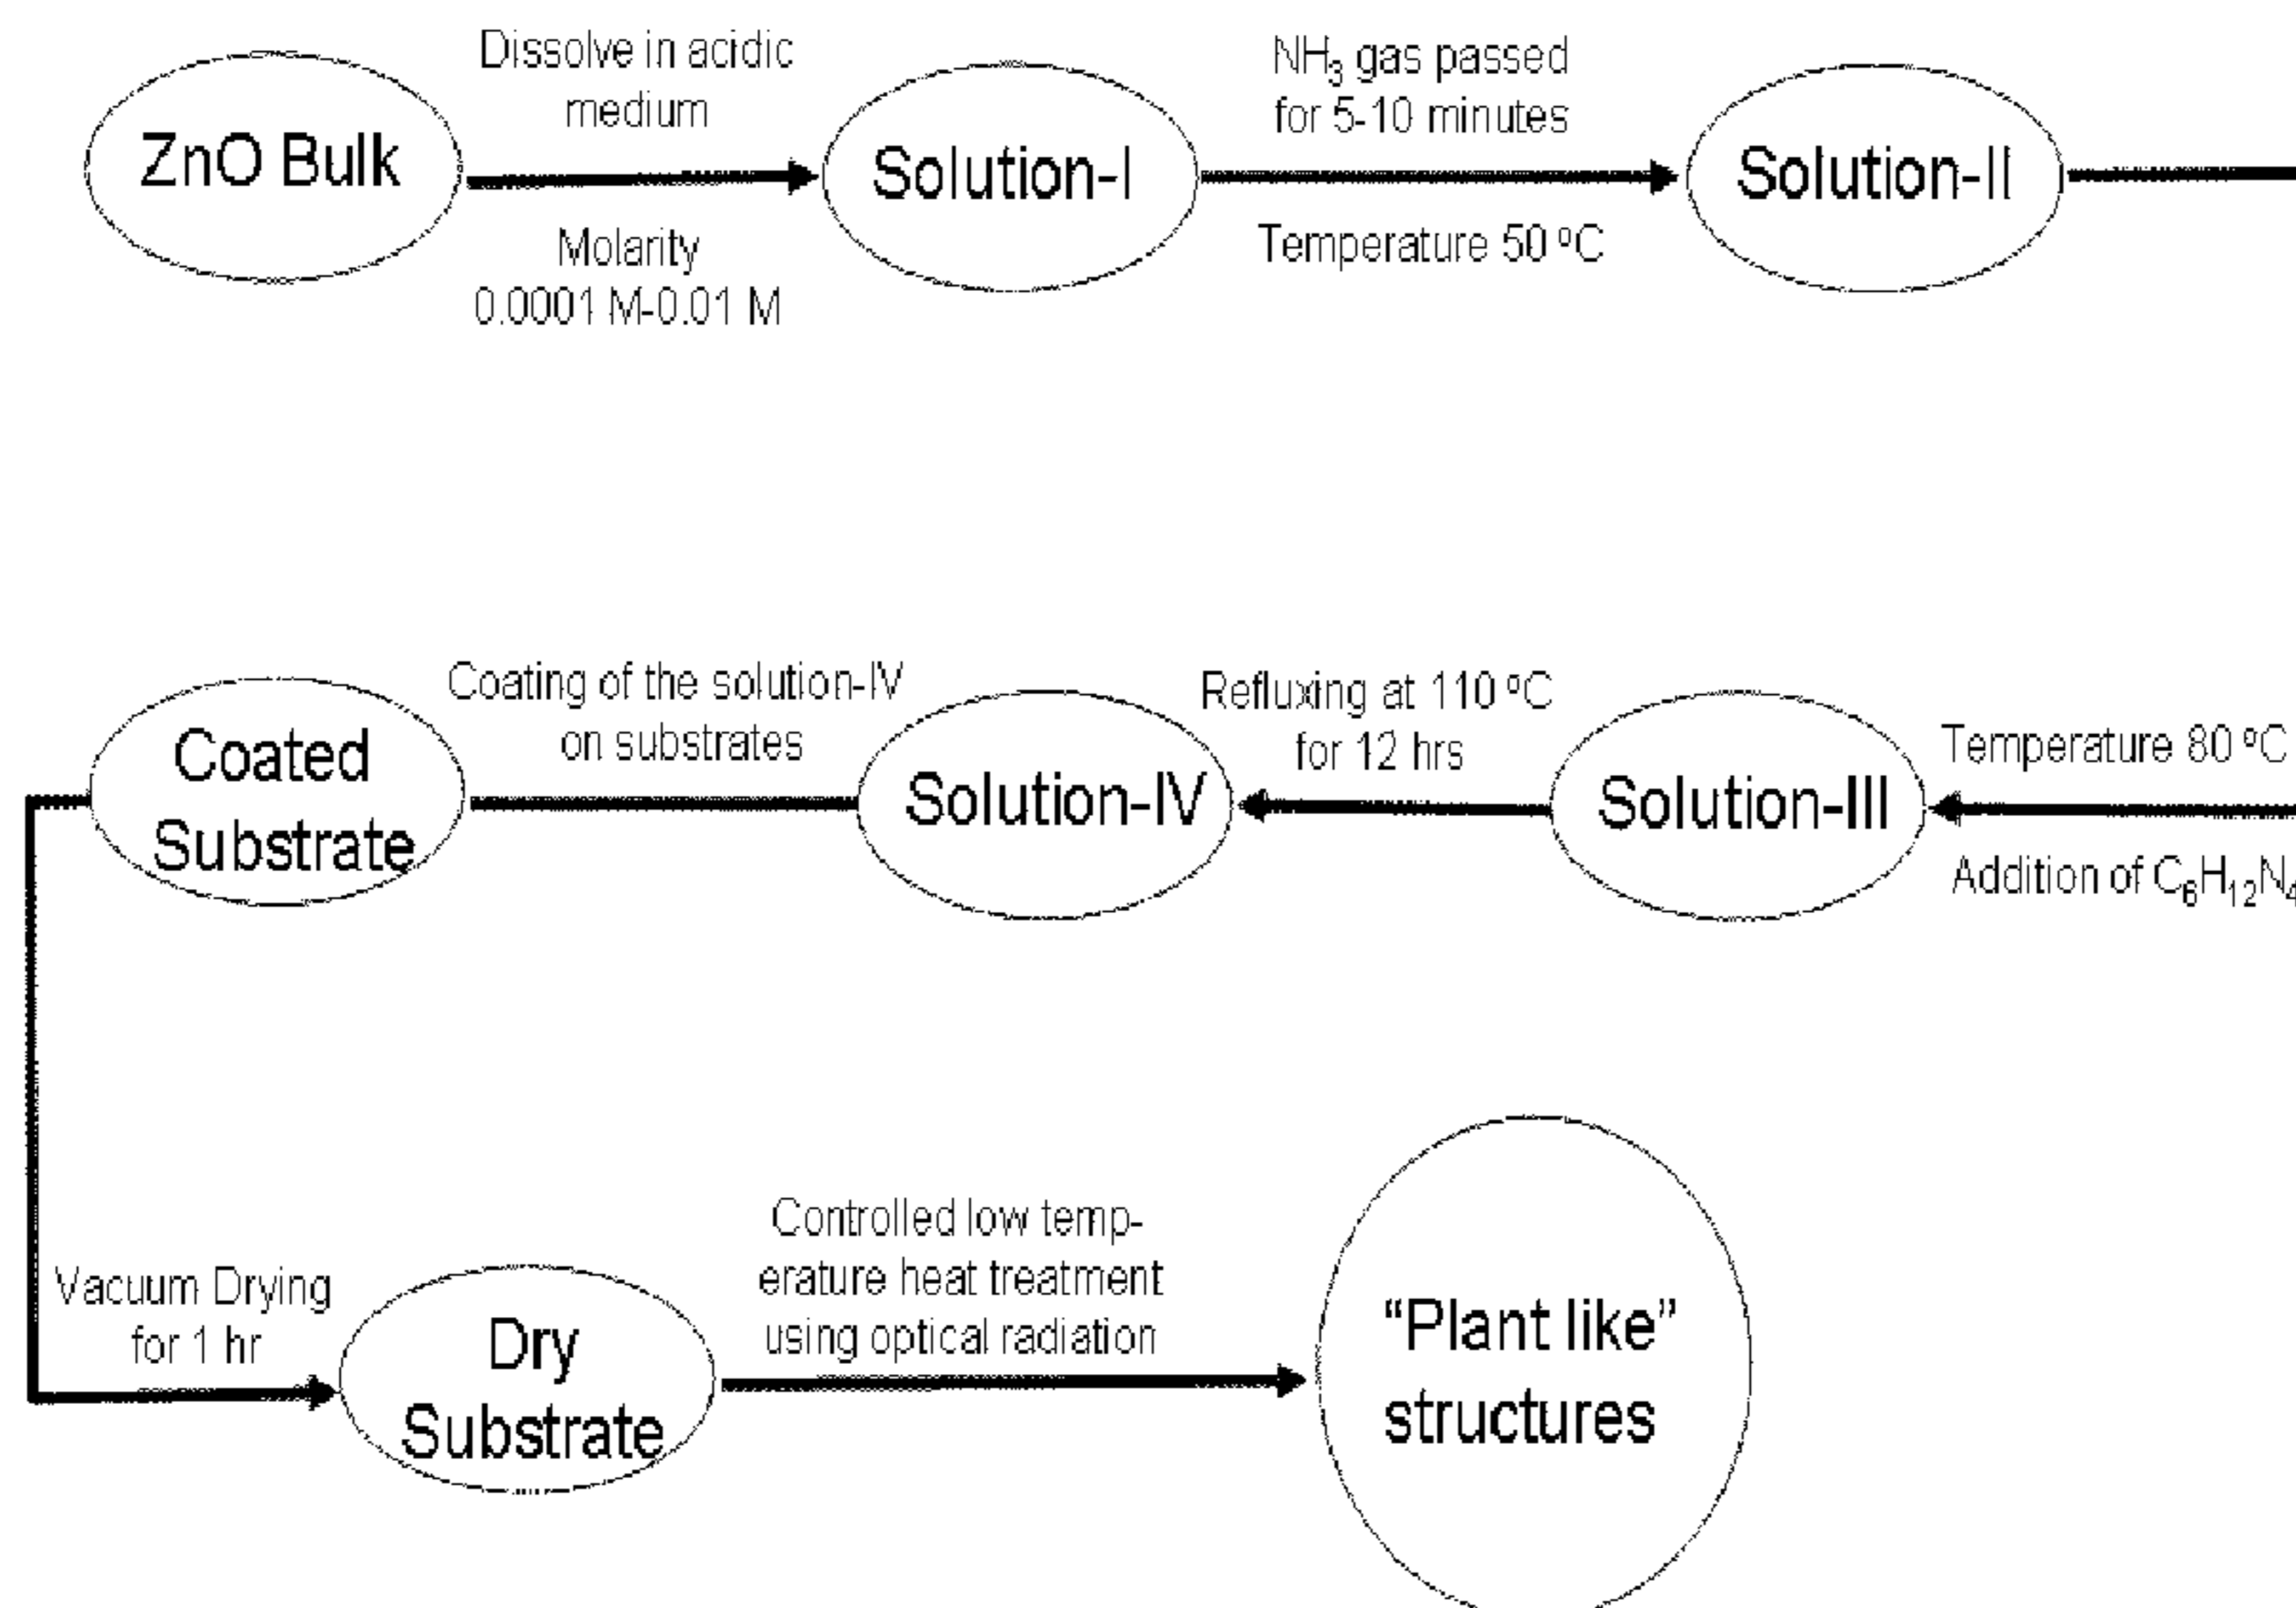 Dissolve in acidic
medium
ZnO Bulk
Molarity
0.0001 M-0.01 M
Solution-I
NH₃ gas passed
for 5-10 minutes
Temperature 50 ºC
Solution-II
Temperature 80 ºC
Addition of C₆H₁₂N₄
Solution-III
Refluxing at 110 ºC
for 12 hrs
Solution-IV
Coating of the solution-IV
on substrates
Coated
Substrate
Vacuum Drying
for 1 hr
Dry
Substrate
Controlled low temp-
erature heat treatment
using optical radiation
“Plant like”
structures